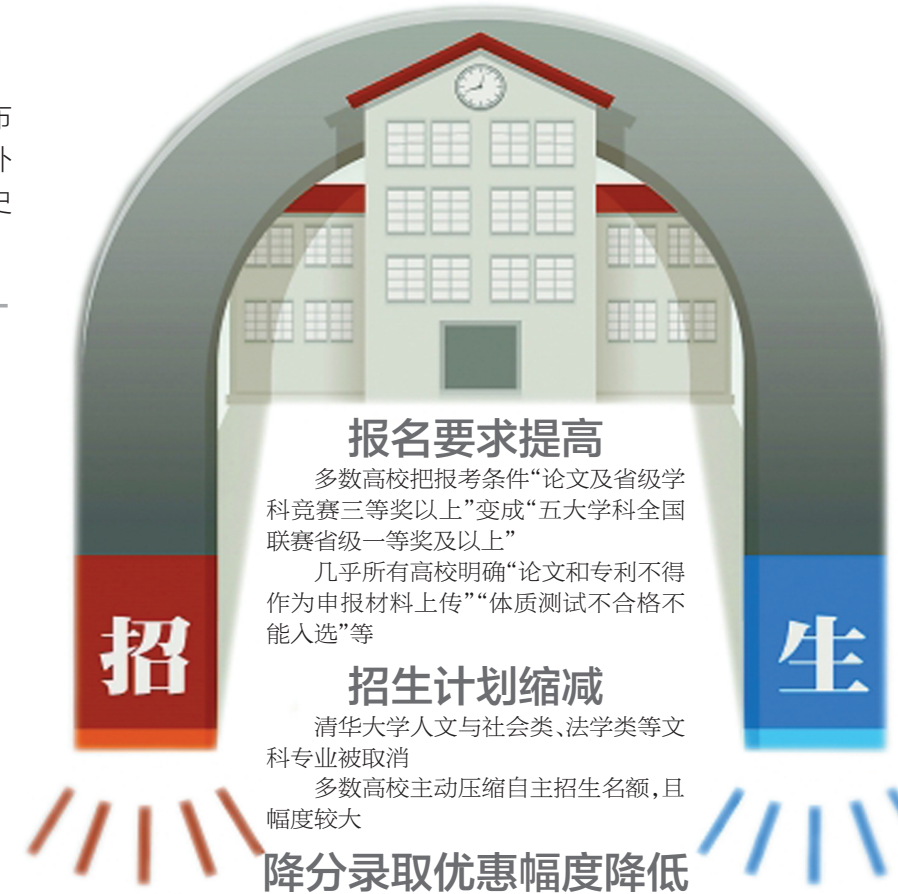 布
外
史
报名要求提高
多数高校把报考条件“论文及省级学
科竞赛三等奖以上”变成“五大学科全国
联赛省级一等奖及以上”
几乎所有高校明确“论文和专利不得
作为申报材料上传”“体质测试不合格不
能入选”等
招
生
招生计划缩减
清华大学人文与社会类、法学类等文
科专业被取消
多数高校主动压缩自主招生名额,且
幅度较大
降分录取优惠幅度降低